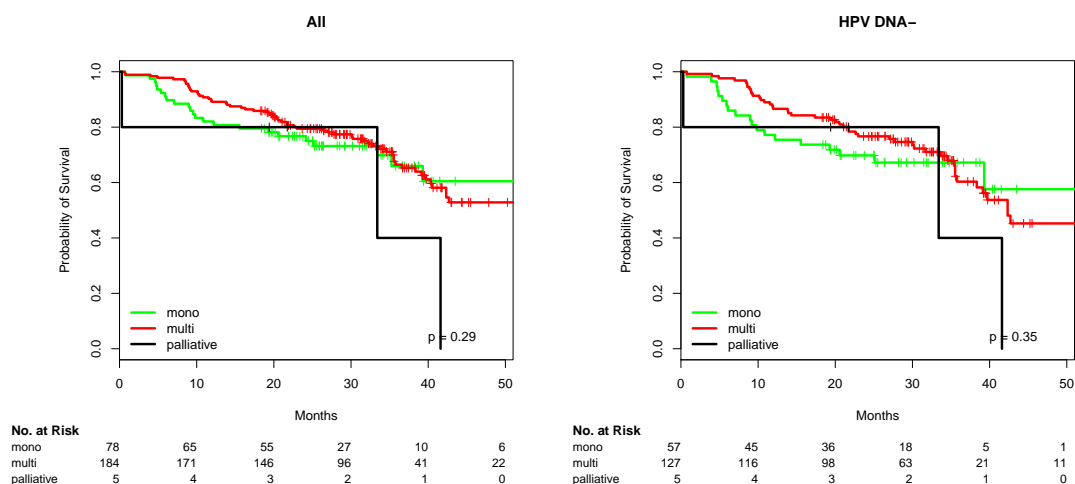 All
Probability of Survival
1.0
0.8
0.6
0.4
0.2
0.0
mono
multi
palliative
p = 0.29
0 10 20 30 40 50
Months
No. at Risk
mono 78 65 55 27 10 6
multi 184 171 146 96 41 22
palliative 5 4 3 2 1 0
HPV DNA−
Probability of Survival
1.0
0.8
0.6
0.4
0.2
0.0
mono
multi
palliative
p = 0.35
0 10 20 30 40 50
Months
No. at Risk
mono 57 45 36 18 5 1
multi 127 116 98 63 21 11
palliative 5 4 3 2 1 0